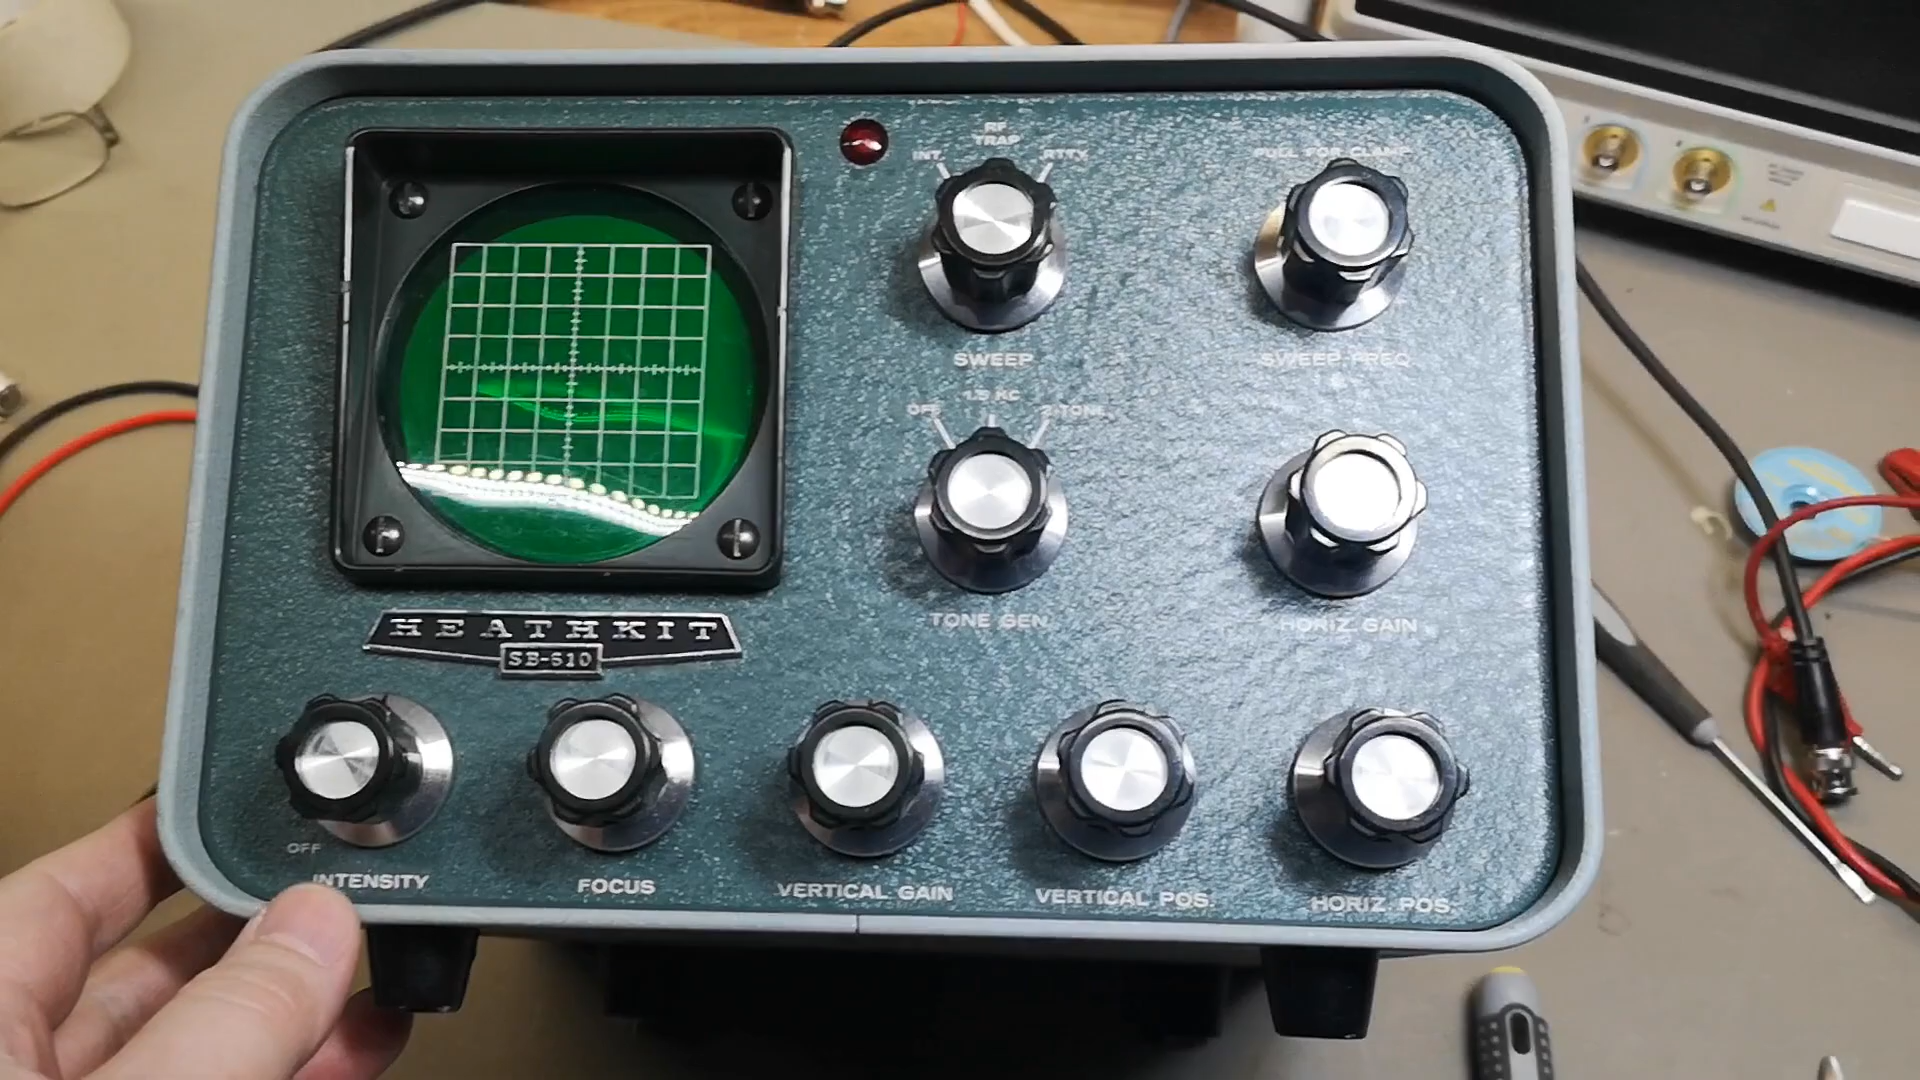 RF
TRAP
INT. RTTY
PULL FOR CLAMP
SWEEP
SWEEP FREQ
1.5 KC
OFF 2-TONE
TONE GEN
HORIZ. GAIN
HEATHKIT
SB-610
OFF
INTENSITY
FOCUS
VERTICAL GAIN
VERTICAL POS.
HORIZ. POS.